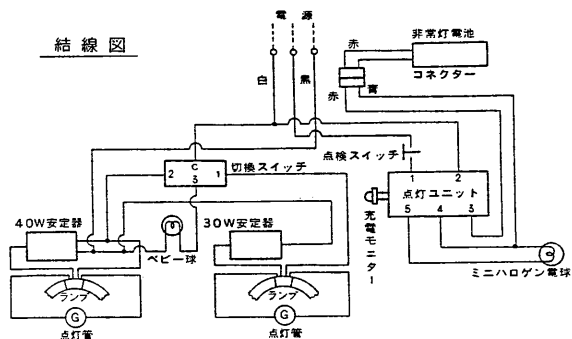 結線図
電源
白
黒
赤
赤
青
非常灯電池
コネクター
点検スイッチ
切換スイッチ
2
C
3
1
1
2
点灯ユニット
5
4
3
充電モニター
40W安定器
ベビー球
30W安定器
ミニハロゲン電球
ランプ
G
点灯管
ランプ
G
点灯管